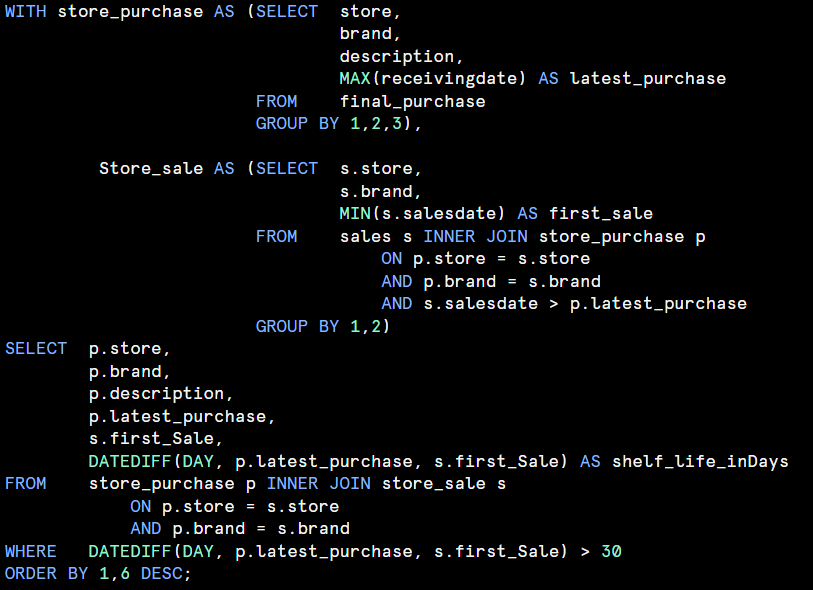 WITH store_purchase AS (SELECT  store,
                                brand,
                                description,
                                MAX(receivingdate) AS latest_purchase
                        FROM    final_purchase
                        GROUP BY 1,2,3),

         Store_sale AS (SELECT  s.store,
                                s.brand,
                                MIN(s.salesdate) AS first_sale
                        FROM    sales s INNER JOIN store_purchase p
                                    ON p.store = s.store
                                    AND p.brand = s.brand
                                    AND s.salesdate > p.latest_purchase
                        GROUP BY 1,2)
SELECT  p.store,
        p.brand,
        p.description,
        p.latest_purchase,
        s.first_Sale,
        DATEDIFF(DAY, p.latest_purchase, s.first_Sale) AS shelf_life_inDays
FROM    store_purchase p INNER JOIN store_sale s
            ON p.store = s.store
            AND p.brand = s.brand
WHERE   DATEDIFF(DAY, p.latest_purchase, s.first_Sale) > 30
ORDER BY 1,6 DESC;